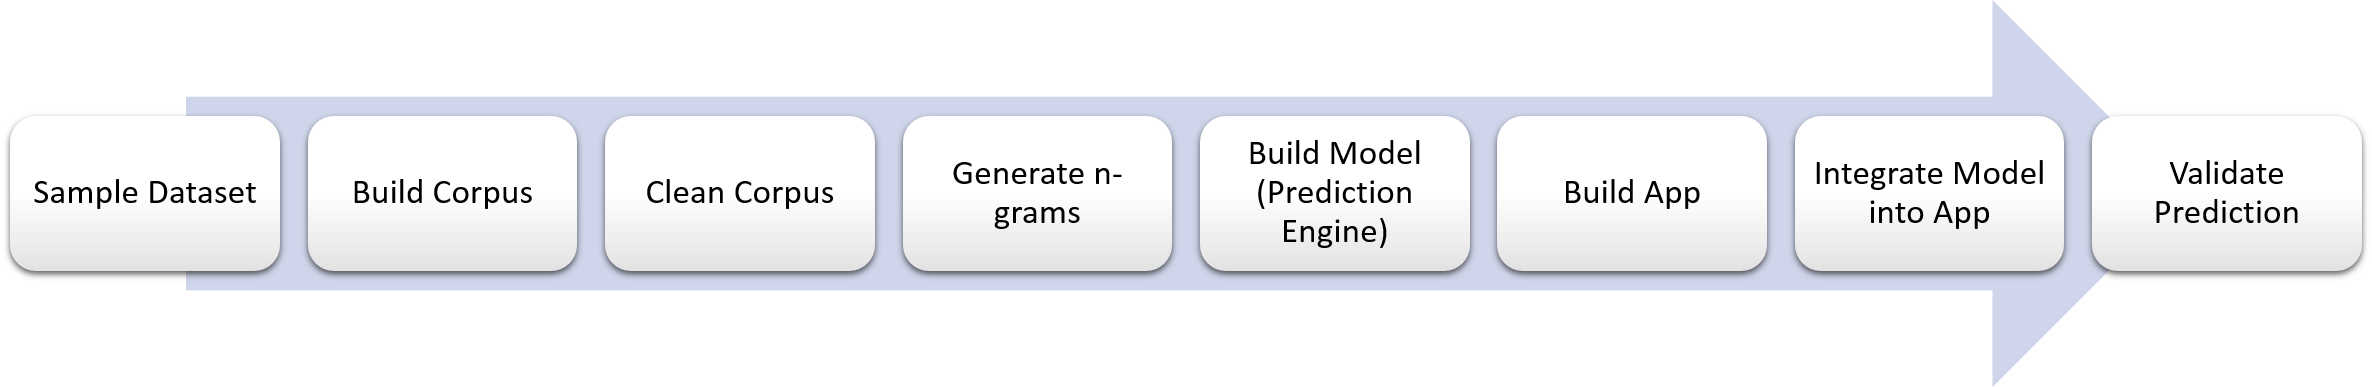 Sample Dataset
Build Corpus
Clean Corpus
Generate n-
grams
Build Model
(Prediction
Engine)
Build App
Integrate Model
into App
Validate
Prediction